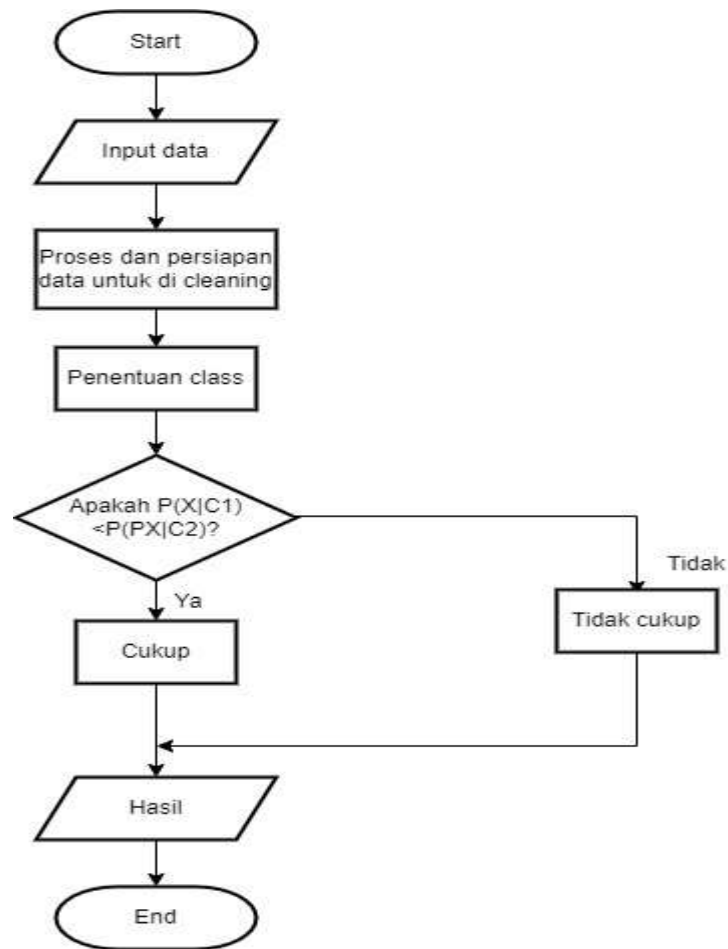 Start
Input data
Proses dan persiapan
data untuk di cleaning
Penentuan class
Apakah P(X|C1)
<P(PX|C2)?
Ya
Tidak
Cukup
Tidak cukup
Hasil
End